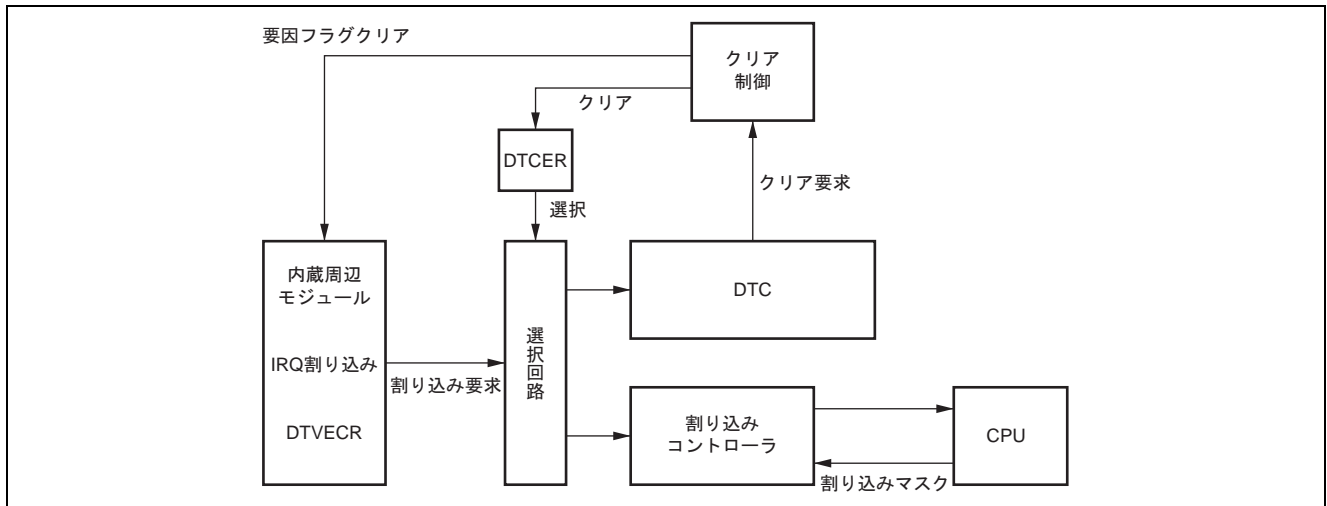 要因フラグクリア
クリア
制御
クリア
DTCER
クリア要求
選択
内蔵周辺
モジュール
DTC
選択回路
IRQ割り込み
割り込み要求
DTVECR
割り込み
コントローラ
CPU
割り込みマスク